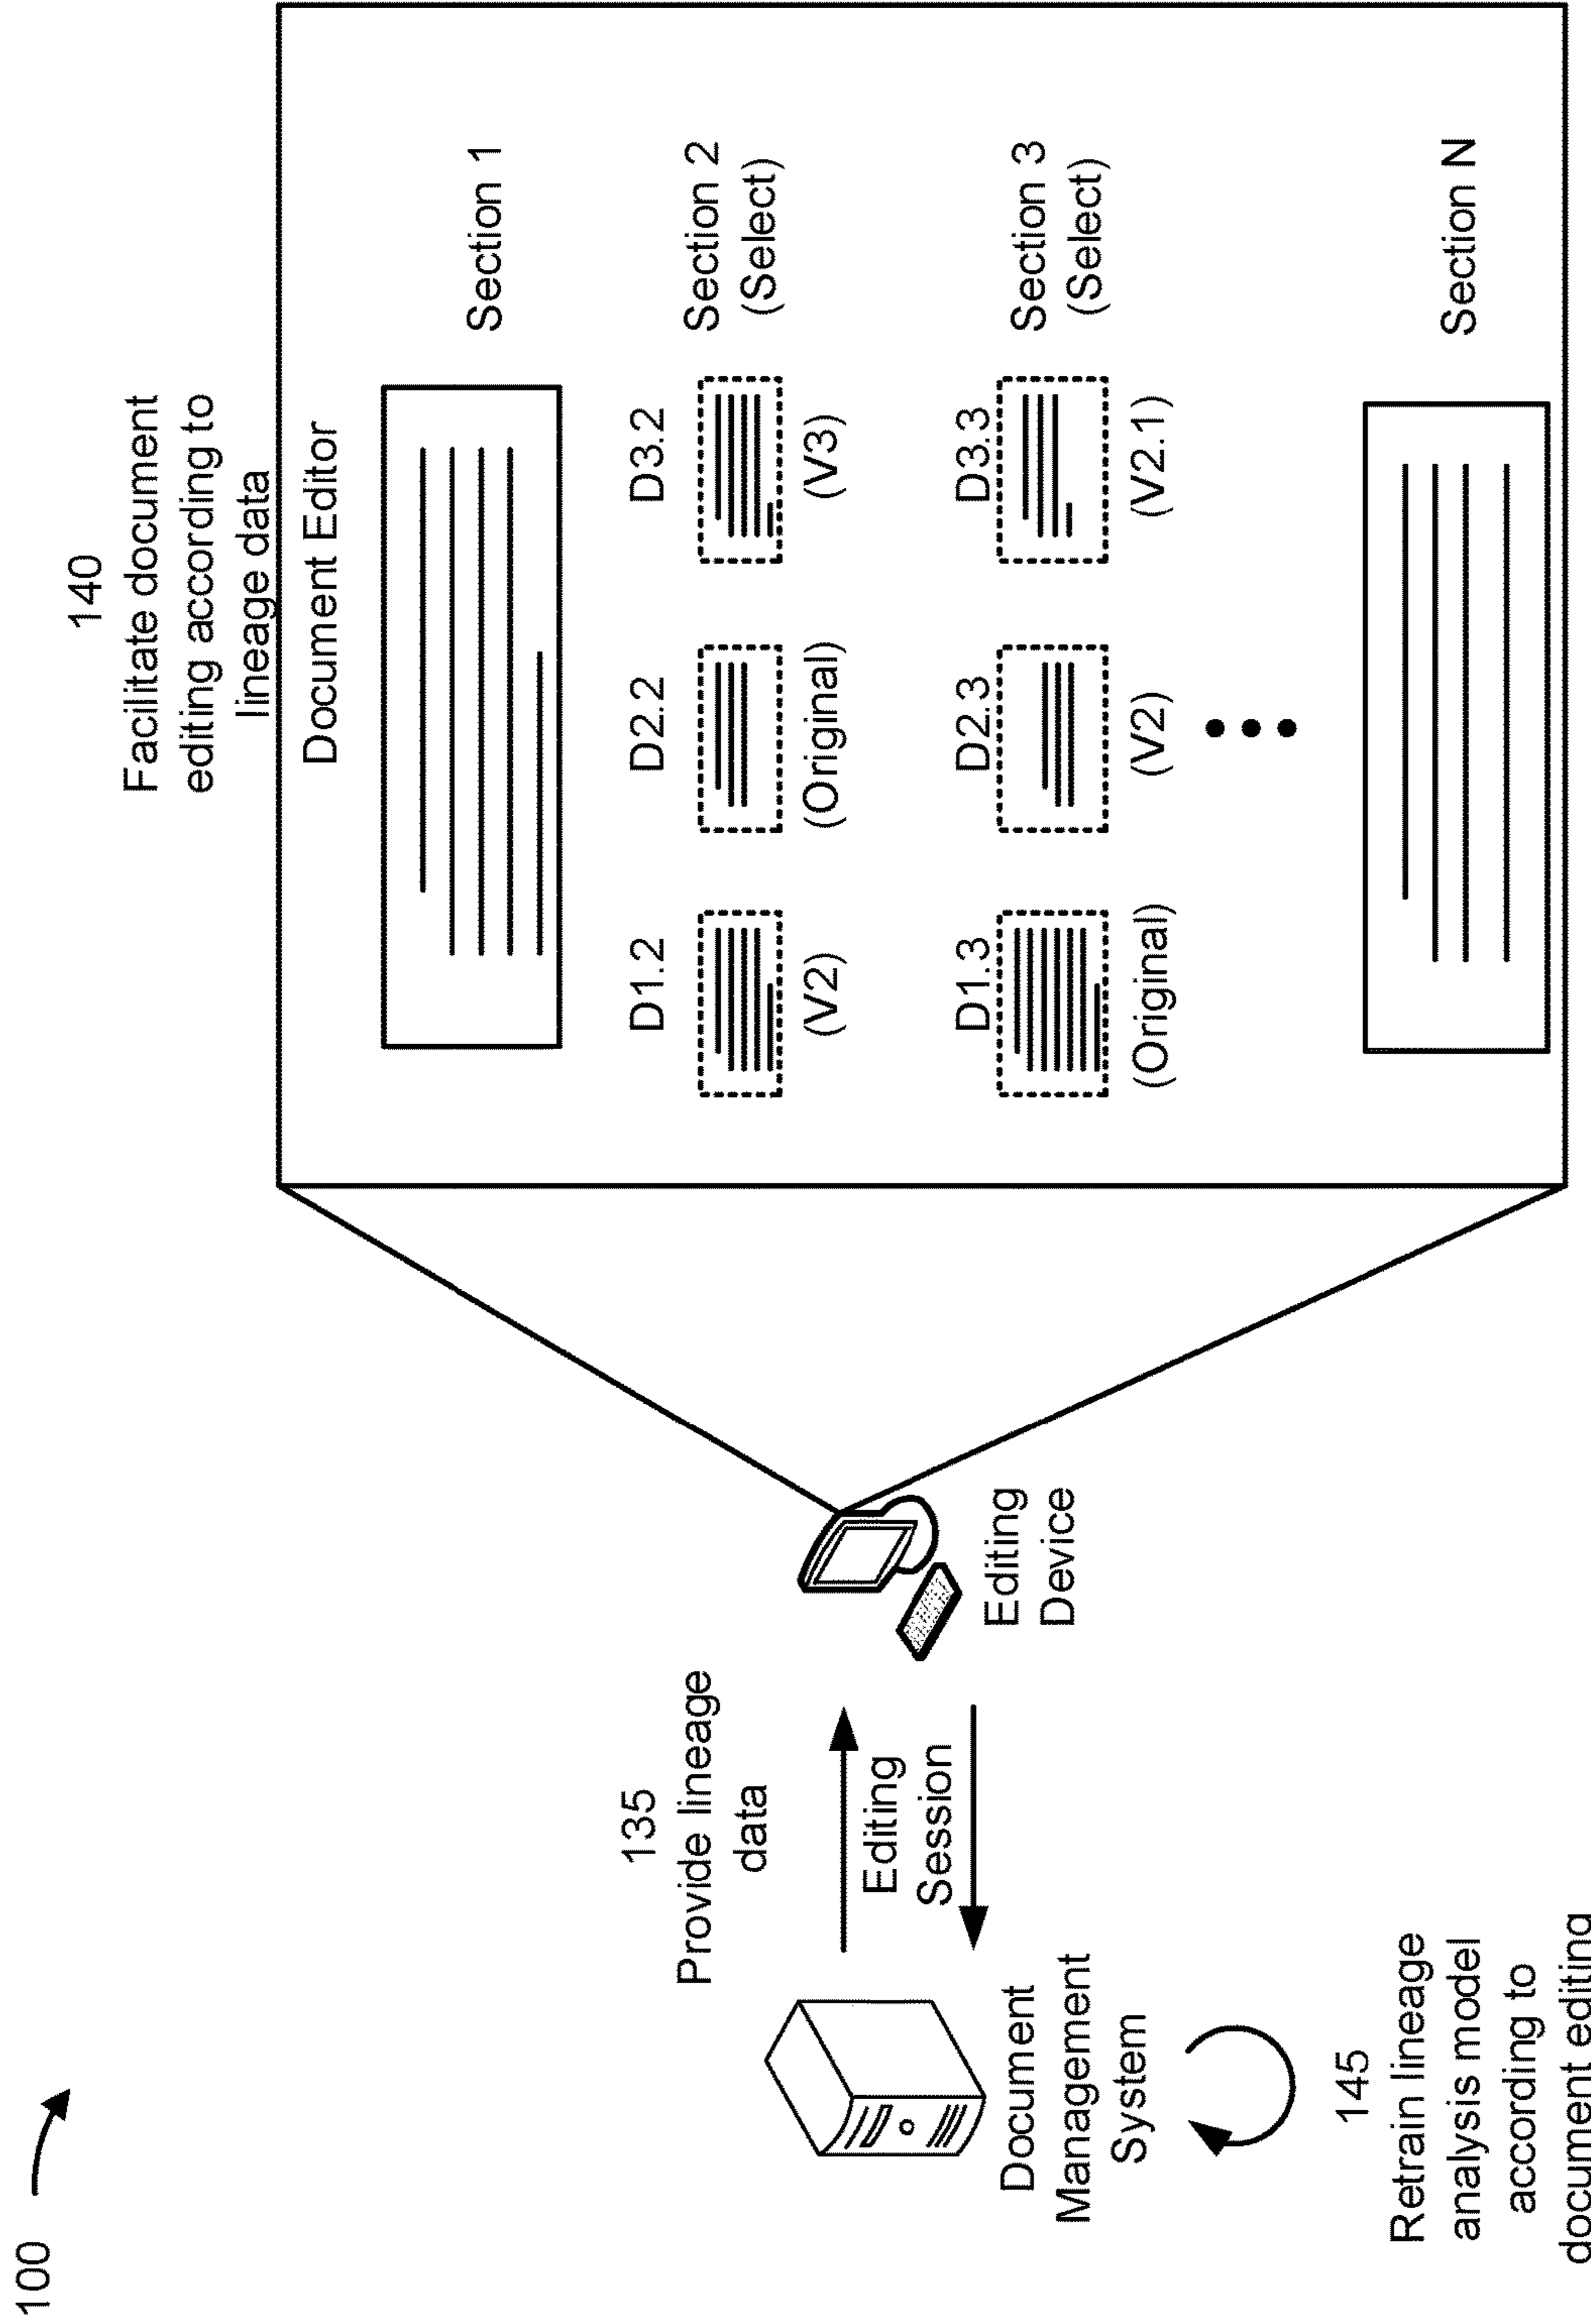 100
135
Provide lineage
data
Editing
Session
Document
Management
System
145
Retrain lineage
analysis model
according to
document editing
Editing
Device
140
Facilitate document
editing according to
lineage data
Document Editor
Section 1
D1.2
D2.2
D3.2
Section 2
(Select)
(V2)
(Original)
(V3)
D1.3
D2.3
D3.3
Section 3
(Select)
(Original)
(V2)
(V2.1)
Section N